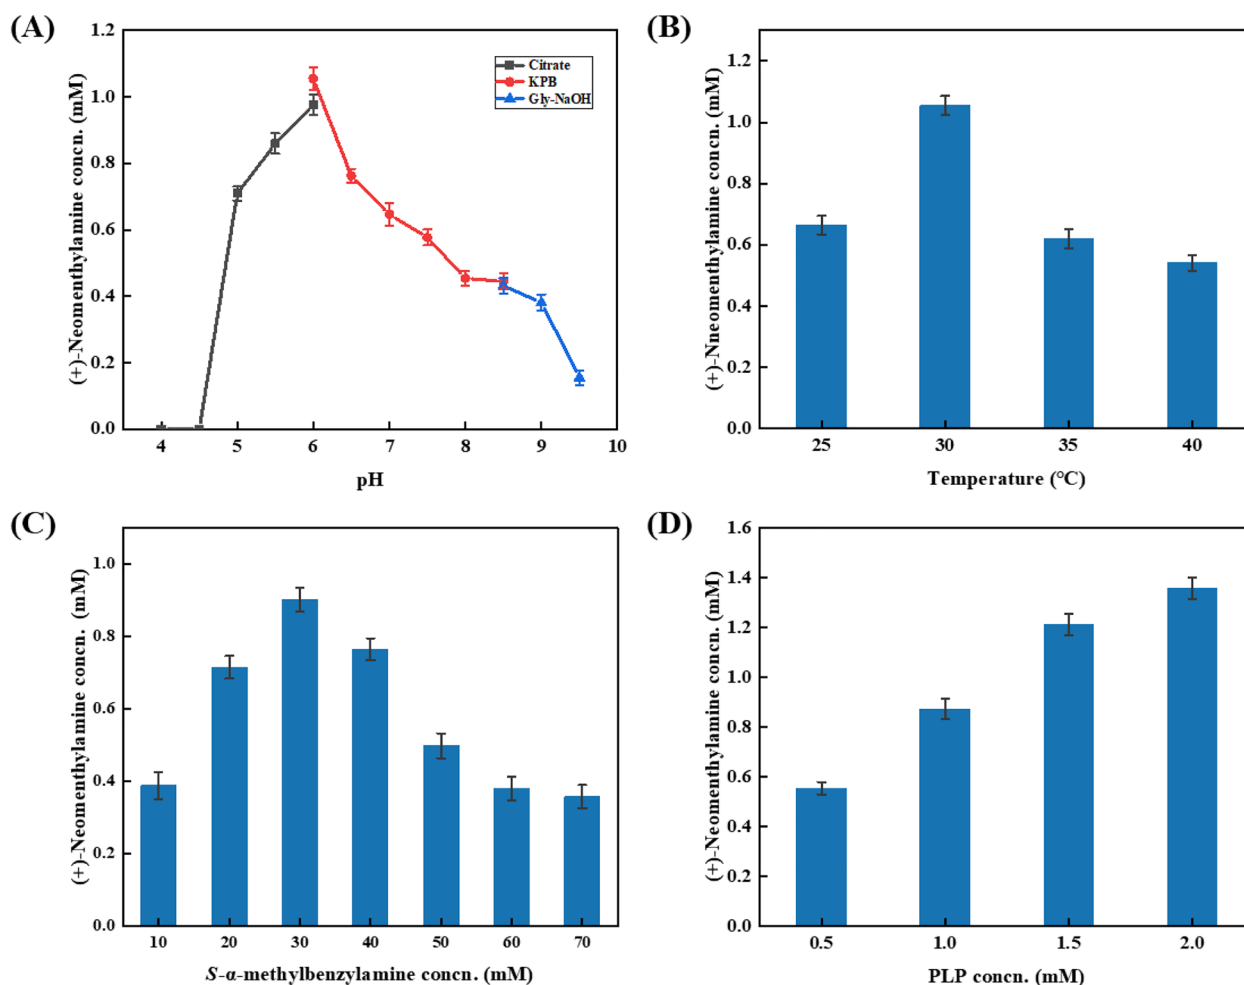 (A)
1.2
1.0
0.8
0.6
0.4
0.2
0.0
(+)-Neomenthylamine concn. (mM)
Citrate
KPB
Gly-NaOH
4 5 6 7 8 9 10
pH
(B)
1.2
1.0
0.8
0.6
0.4
0.2
0.0
(+)-Nneomenthylamine concn. (mM)
25 30 35 40
Temperature (°C)
(C)
1.0
0.8
0.6
0.4
0.2
0.0
(+)-Neomenthylamine concn. (mM)
10 20 30 40 50 60 70
S-α-methylbenzylamine concn. (mM)
(D)
1.6
1.4
1.2
1.0
0.8
0.6
0.4
0.2
0.0
(+)-Neomenthylamine concn. (mM)
0.5 1.0 1.5 2.0
PLP concn. (mM)